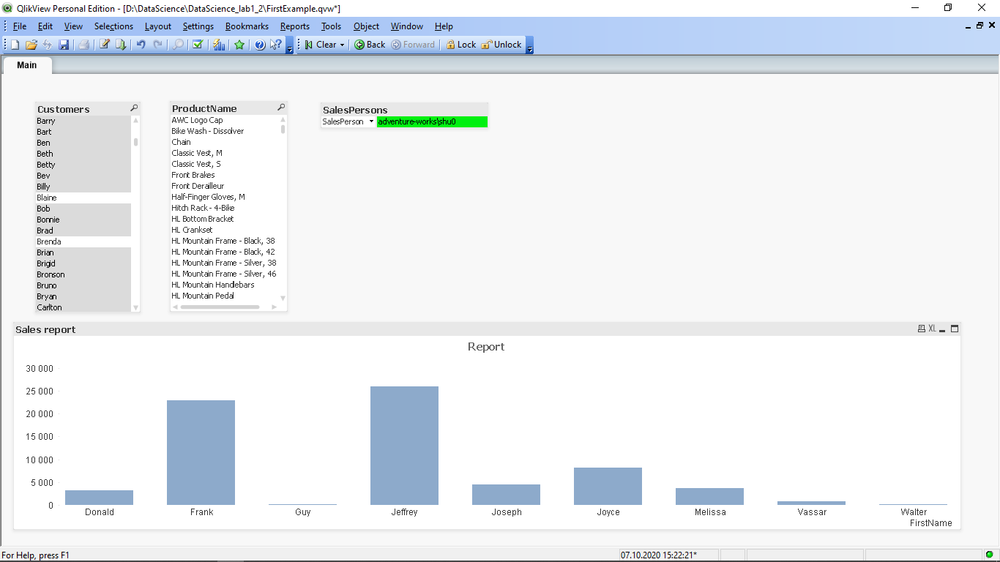 QlikView Personal Edition - [D:\DataScience\DataScience_lab1_2\FirstExample.qvw*]
File Edit View Selections Layout Settings Bookmarks Reports Tools Object Window Help
Clear Back Forward Lock Unlock
Main
Customers
Barry
Bart
Ben
Beth
Betty
Bev
Billy
Blaine
Bob
Bonnie
Brad
Brenda
Brian
Brigid
Bronson
Bruno
Bryan
Carlton
ProductName
AWC Logo Cap
Bike Wash - Dissolver
Chain
Classic Vest, M
Classic Vest, S
Front Brakes
Front Derailleur
Half-Finger Gloves, M
Hitch Rack - 4-Bike
HL Bottom Bracket
HL Crankset
HL Mountain Frame - Black, 38
HL Mountain Frame - Black, 42
HL Mountain Frame - Silver, 38
HL Mountain Frame - Silver, 46
HL Mountain Handlebars
HL Mountain Pedal
SalesPersons
SalesPerson adventure-works\shu0
Sales report XL
Report
30 000
25 000
20 000
15 000
10 000
5 000
0
Donald Frank Guy Jeffrey Joseph Joyce Melissa Vassar Walter
FirstName
For Help, press F1 07.10.2020 15:22:21*